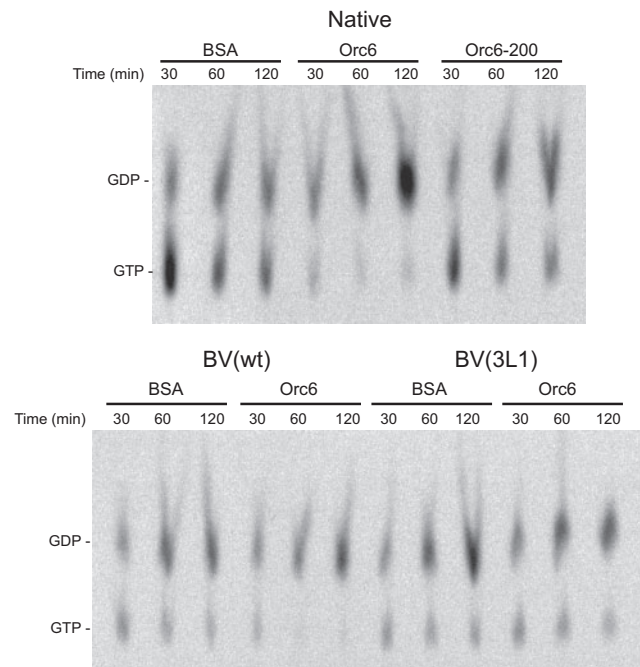 Native
BSA Orc6 Orc6-200
Time (min) 30 60 120 30 60 120 30 60 120
GDP -
GTP -
BV(wt) BV(3L1)
BSA Orc6 BSA Orc6
Time (min) 30 60 120 30 60 120 30 60 120 30 60 120
GDP -
GTP -